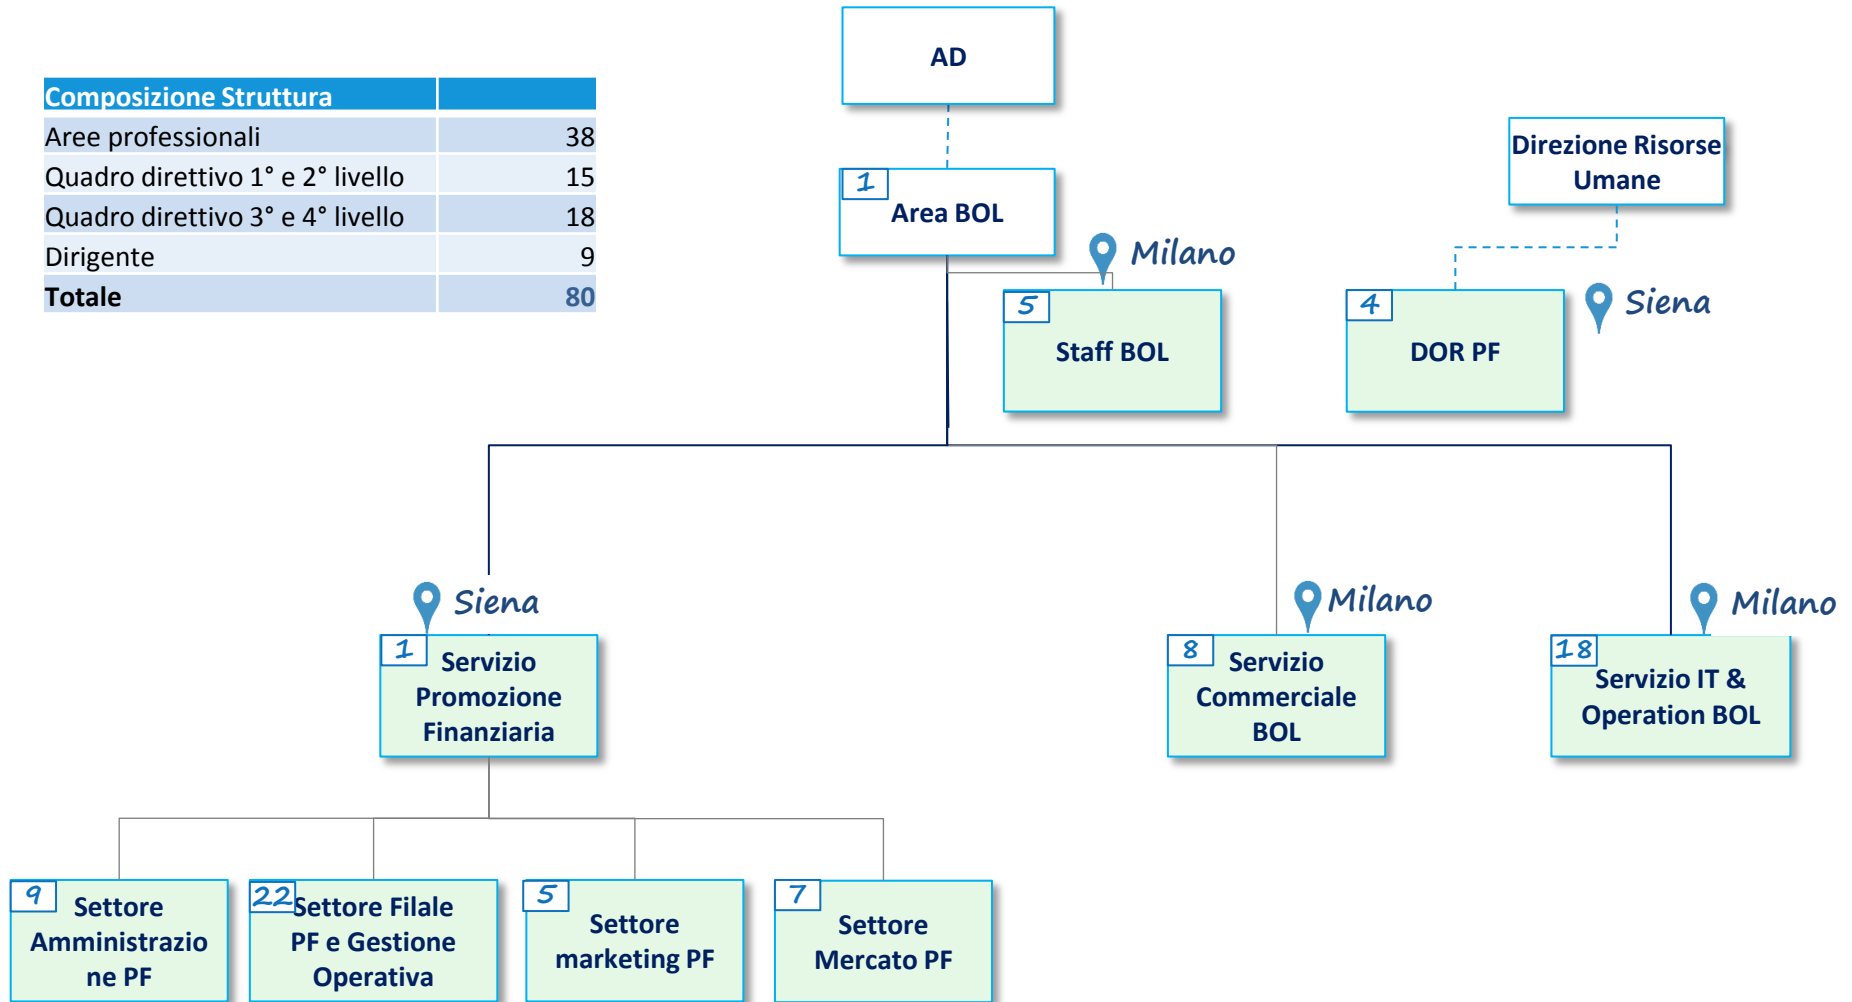 AD
Composizione Struttura
Aree professionali 38
Quadro direttivo 1° e 2° livello 15
Quadro direttivo 3° e 4° livello 18
Dirigente 9
Totale 80
Direzione Risorse
Umane
1
Area BOL
Milano
5
Staff BOL
4
DOR PF
Siena
Siena
1
Servizio
Promozione
Finanziaria
Milano
8
Servizio
Commerciale
BOL
Milano
18
Servizio IT &
Operation BOL
9
Settore
Amministrazio
ne PF
22
Settore Filale
PF e Gestione
Operativa
5
Settore
marketing PF
7
Settore
Mercato PF